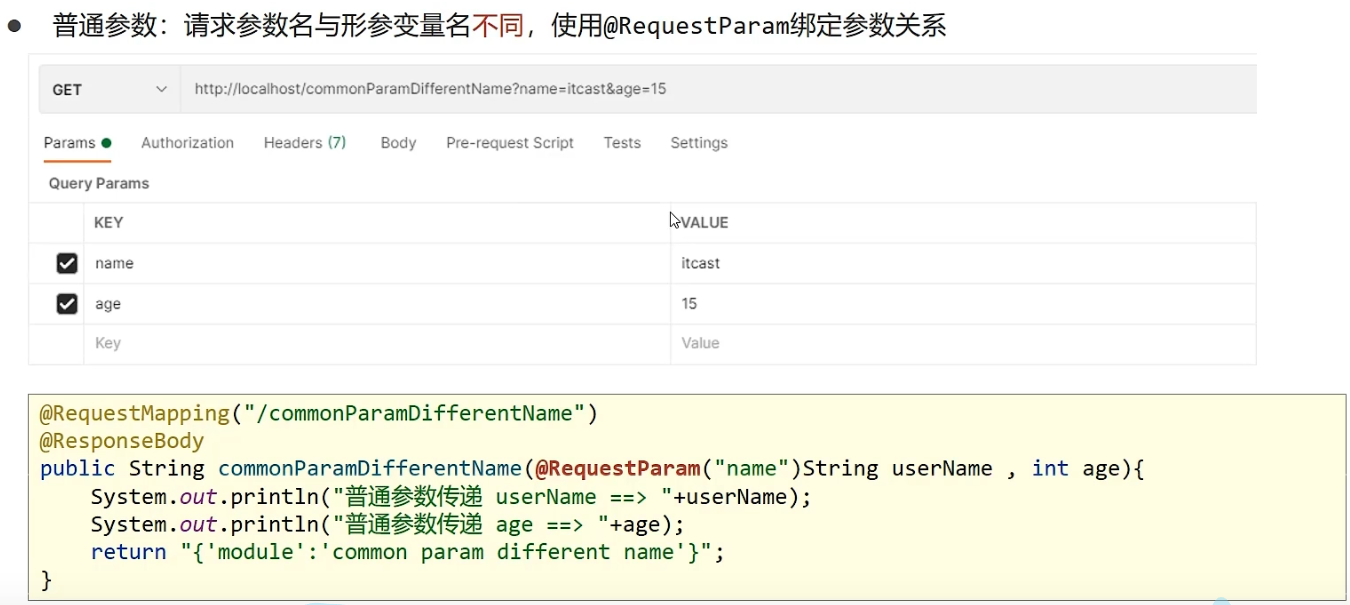 ● 普通参数：请求参数名与形参变量名不同，使用@RequestParam绑定参数关系
GET http://localhost/commonParamDifferentName?name=itcast&age=15
Params Authorization Headers (7) Body Pre-request Script Tests Settings
Query Params
KEY VALUE
name itcast
age 15
Key Value
@RequestMapping("/commonParamDifferentName")
@ResponseBody
public String commonParamDifferentName(@RequestParam("name")String userName , int age){
    System.out.println("普通参数传递 userName ==> "+userName);
    System.out.println("普通参数传递 age ==> "+age);
    return "{'module':'common param different name'}";
}